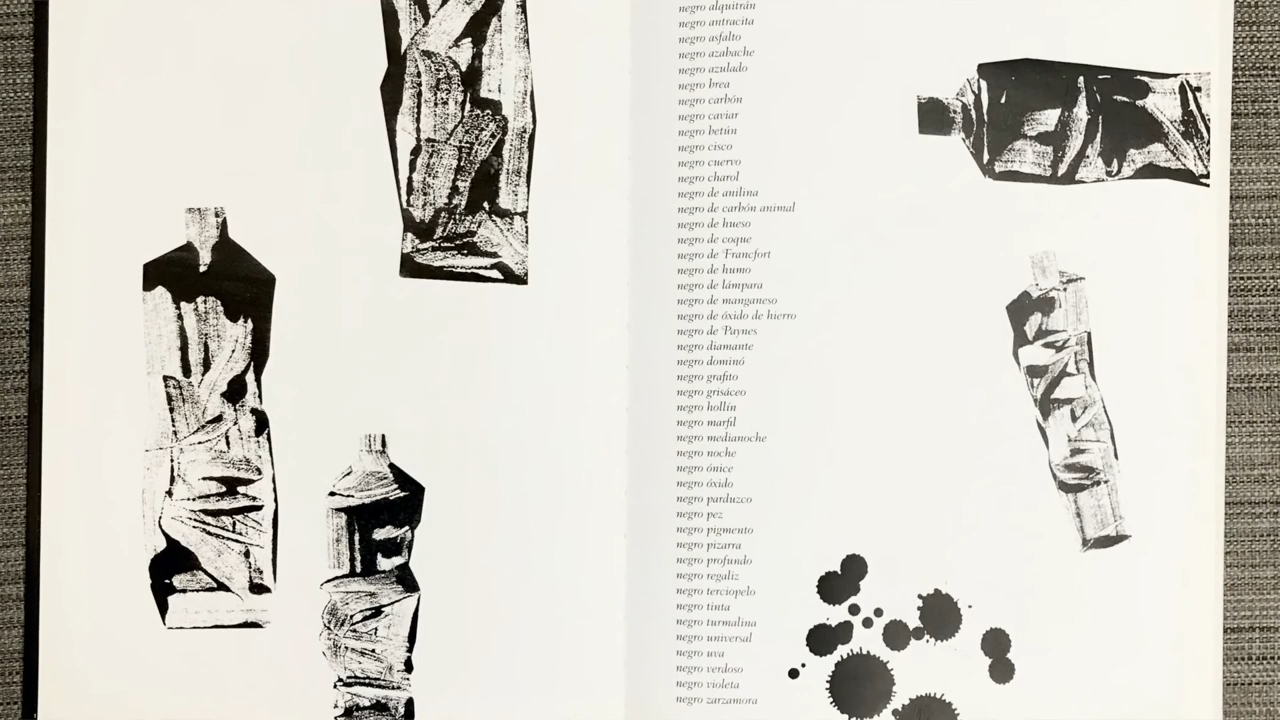 negro alquitrán
negro antracita
negro asfalto
negro azabache
negro azulado
negro brea
negro carbón
negro caviar
negro betún
negro cisco
negro cuervo
negro charol
negro de anilina
negro de carbón animal
negro de hueso
negro de coque
negro de Francfort
negro de humo
negro de lámpara
negro de manganeso
negro de óxido de hierro
negro de Paynes
negro diamante
negro dominó
negro grafito
negro grisáceo
negro hollín
negro marfil
negro medianoche
negro noche
negro ónice
negro óxido
negro parduzco
negro pez
negro pigmento
negro pizarra
negro profundo
negro regaliz
negro terciopelo
negro tinta
negro turmalina
negro universal
negro uva
negro verdoso
negro violeta
negro zarzamora